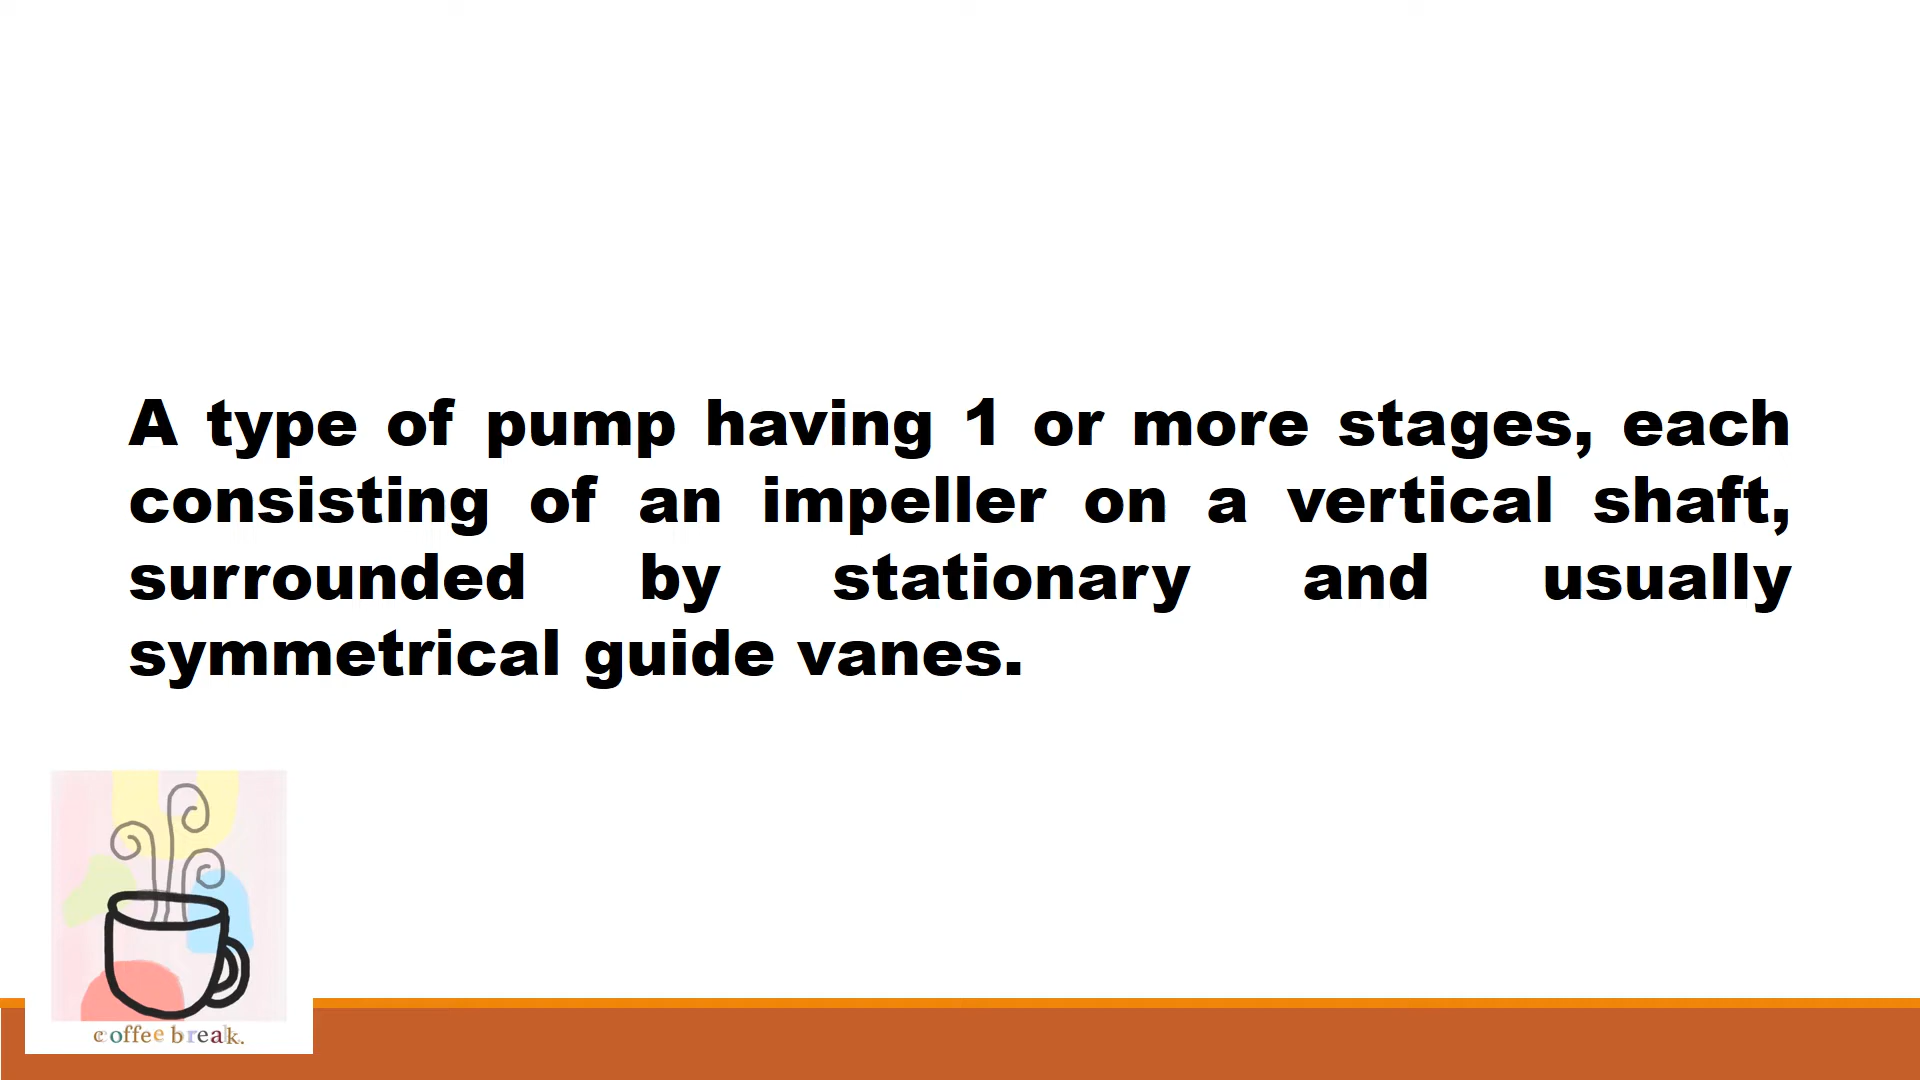 A type of pump having 1 or more stages, each
consisting of an impeller on a vertical shaft,
surrounded by stationary and usually
symmetrical guide vanes.
coffee break.